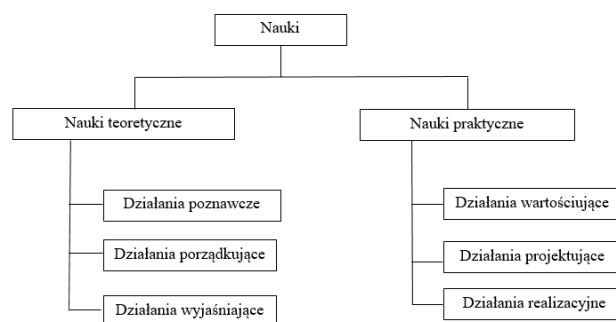 Nauki
Nauki teoretyczne
Nauki praktyczne
Działania poznawcze
Działania porządkujące
Działania wyjaśniające
Działania wartościujące
Działania projektujące
Działania realizacyjne